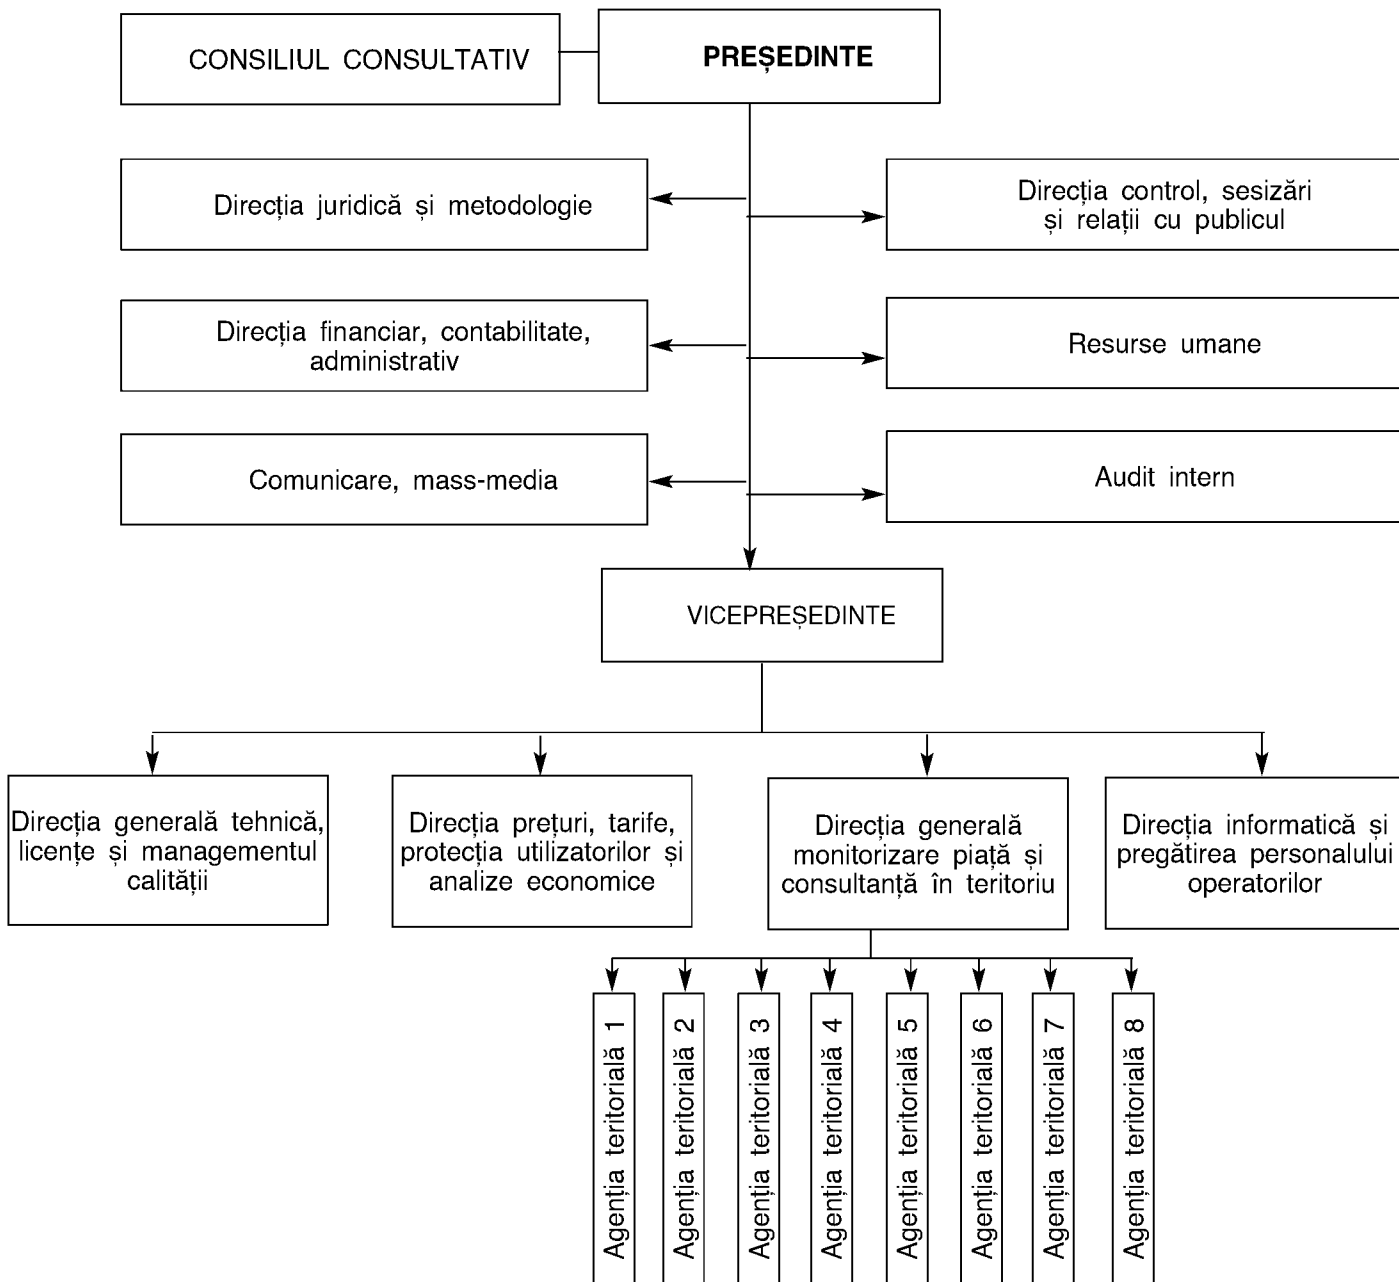 CONSILIUL CONSULTATIV
PREȘEDINTE
Direcția juridică și metodologie
Direcția control, sesizări
și relații cu publicul
Direcția financiar, contabilitate,
administrativ
Resurse umane
Comunicare, mass-media
Audit intern
VICEPREȘEDINTE
Direcția generală tehnică,
licențe și managementul
calității
Direcția prețuri, tarife,
protecția utilizatorilor și
analize economice
Direcția generală
monitorizare piață și
consultanță în teritoriu
Direcția informatică și
pregătirea personalului
operatorilor
Agenția teritorială 1
Agenția teritorială 2
Agenția teritorială 3
Agenția teritorială 4
Agenția teritorială 5
Agenția teritorială 6
Agenția teritorială 7
Agenția teritorială 8